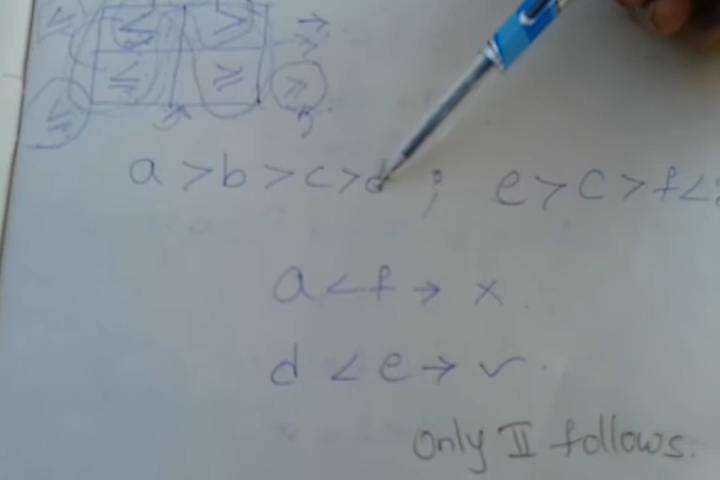 ≤ ≥
≤ ≥ ≥
≤
a > b > c > d ; e > c > f <
a < f → ×.
d < e → ✓.
Only II follows.